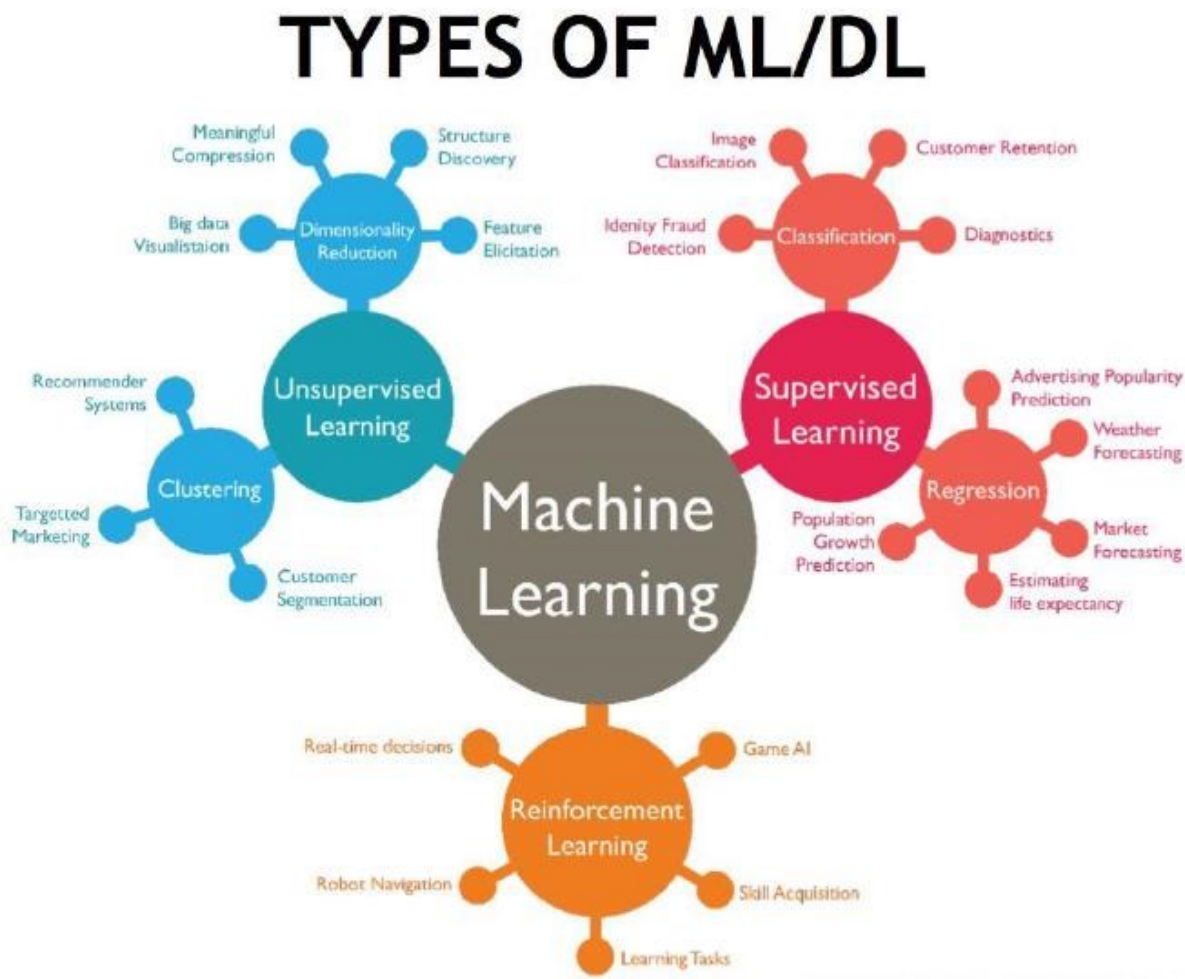 TYPES OF ML/DL
Meaningful
Compression
Structure
Discovery
Big data
Visualistaion
Dimensionality
Reduction
Feature
Elicitation
Image
Classification
Customer Retention
Idenity Fraud
Detection
Classification
Diagnostics
Recommender
Systems
Unsupervised
Learning
Clustering
Targetted
Marketing
Customer
Segmentation
Machine
Learning
Supervised
Learning
Advertising Popularity
Prediction
Weather
Forecasting
Regression
Population
Growth
Prediction
Market
Forecasting
Estimating
life expectancy
Real-time decisions
Game AI
Reinforcement
Learning
Robot Navigation
Skill Acquisition
Learning Tasks